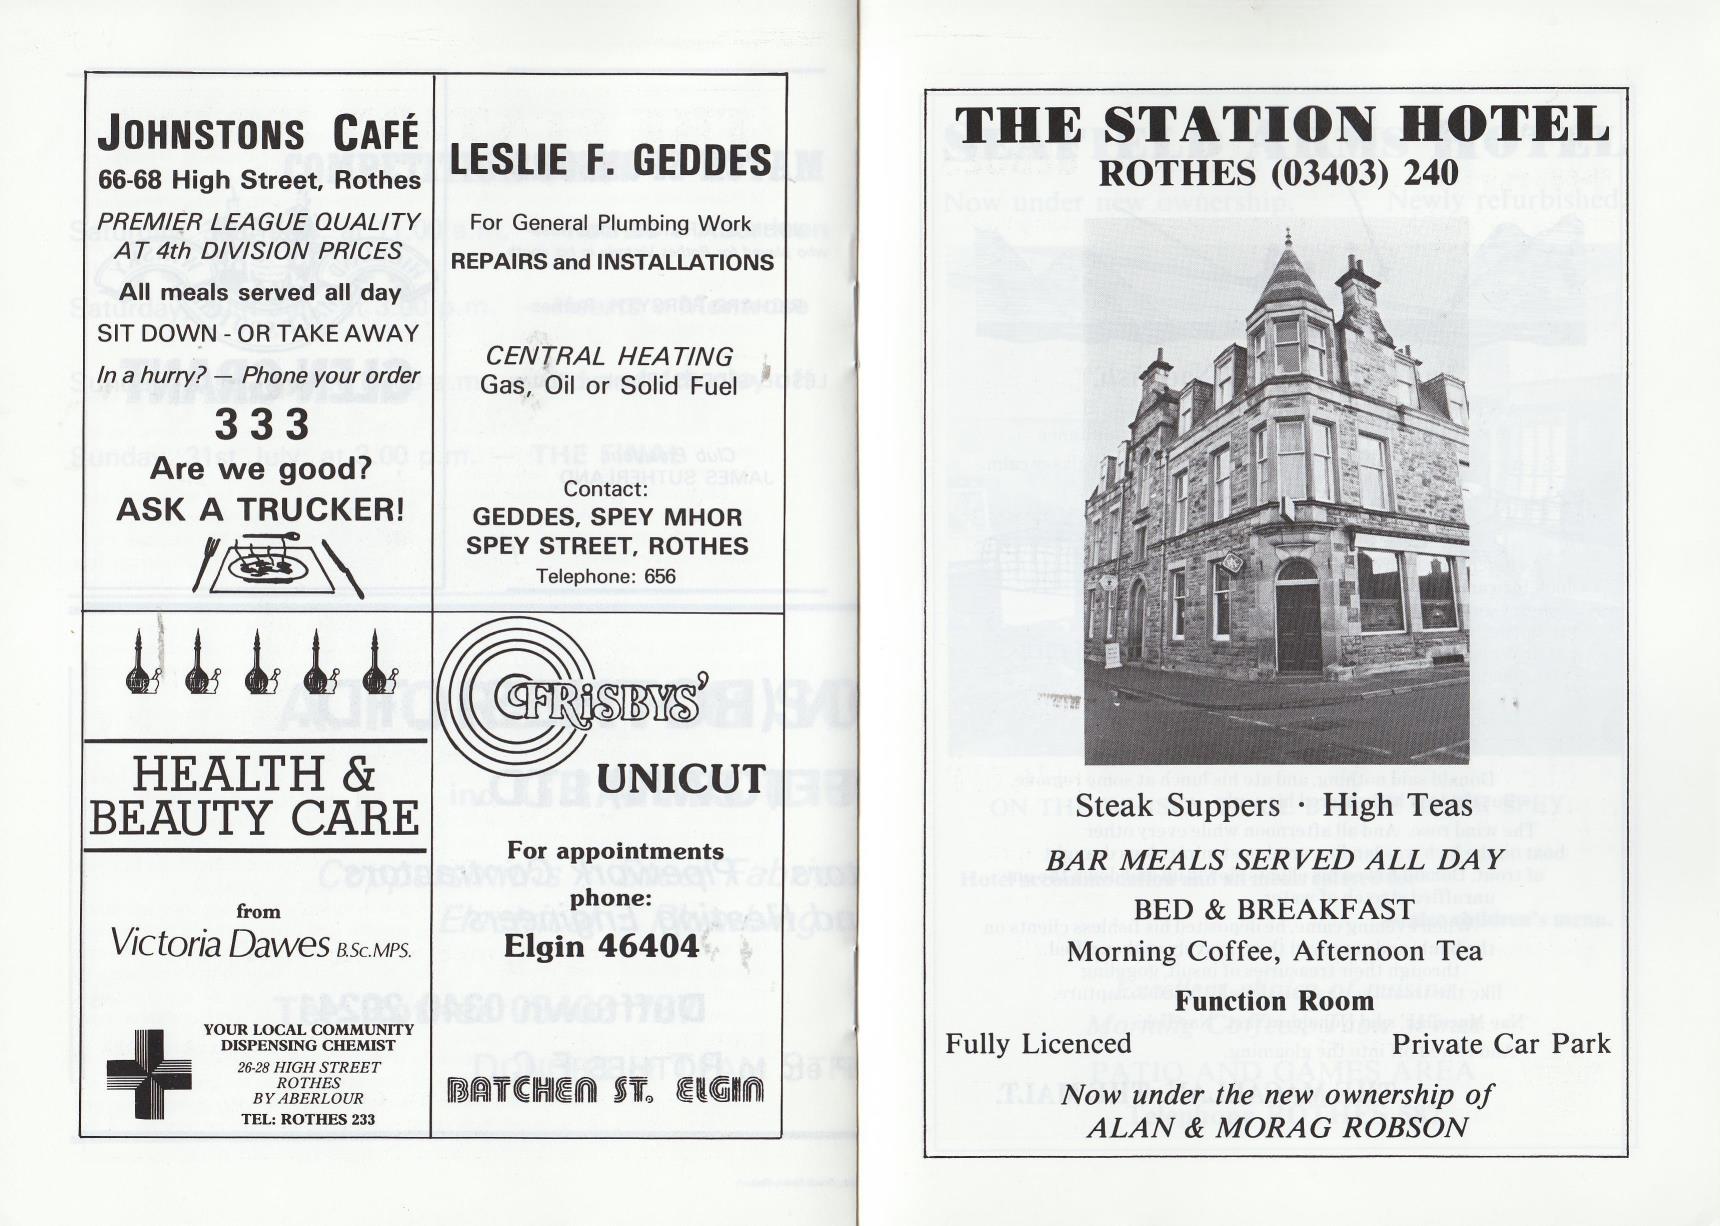 JOHNSTONS CAFÉ
66-68 High Street, Rothes
PREMIER LEAGUE QUALITY
AT 4th DIVISION PRICES
All meals served all day
SIT DOWN - OR TAKE AWAY
In a hurry? — Phone your order
333
Are we good?
ASK A TRUCKER!
LESLIE F. GEDDES
For General Plumbing Work
REPAIRS and INSTALLATIONS
CENTRAL HEATING
Gas, Oil or Solid Fuel
Contact:
GEDDES, SPEY MHOR
SPEY STREET, ROTHES
Telephone: 656
HEALTH &
BEAUTY CARE
from
Victoria Dawes B.Sc.MPS.
YOUR LOCAL COMMUNITY
DISPENSING CHEMIST
26-28 HIGH STREET
ROTHES
BY ABERLOUR
TEL: ROTHES 233
FRiSBYS'
UNICUT
For appointments
phone:
Elgin 46404
BATCHEN ST. ELGIN
THE STATION HOTEL
ROTHES (03403) 240
Steak Suppers · High Teas
BAR MEALS SERVED ALL DAY
BED & BREAKFAST
Morning Coffee, Afternoon Tea
Function Room
Fully Licenced Private Car Park
Now under the new ownership of
ALAN & MORAG ROBSON